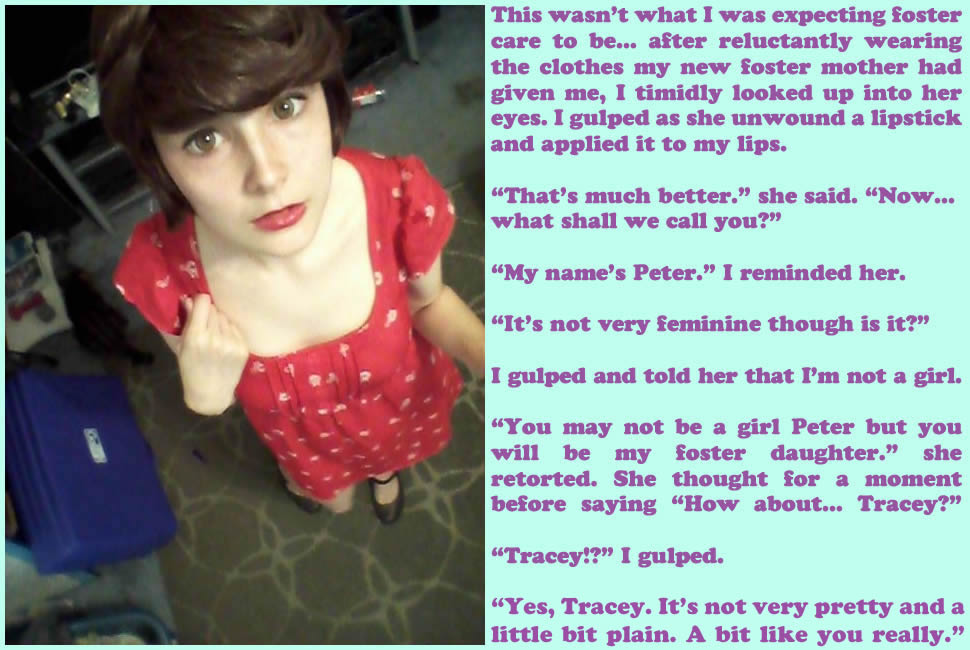 This wasn't what I was expecting foster
care to be... after reluctantly wearing
the clothes my new foster mother had
given me, I timidly looked up into her
eyes. I gulped as she unwound a lipstick
and applied it to my lips.
“That's much better.” she said. “Now...
what shall we call you?”
“My name's Peter.” I reminded her.
“It's not very feminine though is it?”
I gulped and told her that I'm not a girl.
“You may not be a girl Peter but you
will be my foster daughter.” she
retorted. She thought for a moment
before saying “How about... Tracey?”
“Tracey!?” I gulped.
“Yes, Tracey. It's not very pretty and a
little bit plain. A bit like you really.”